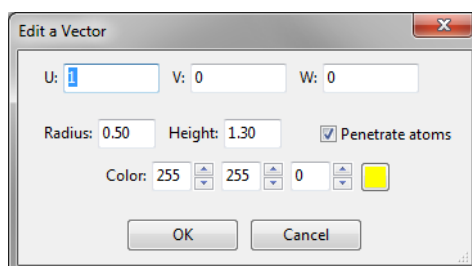 Edit a Vector
U: 1 V: 0 W: 0
Radius: 0.50 Height: 1.30 Penetrate atoms
Color: 255 255 0
OK Cancel